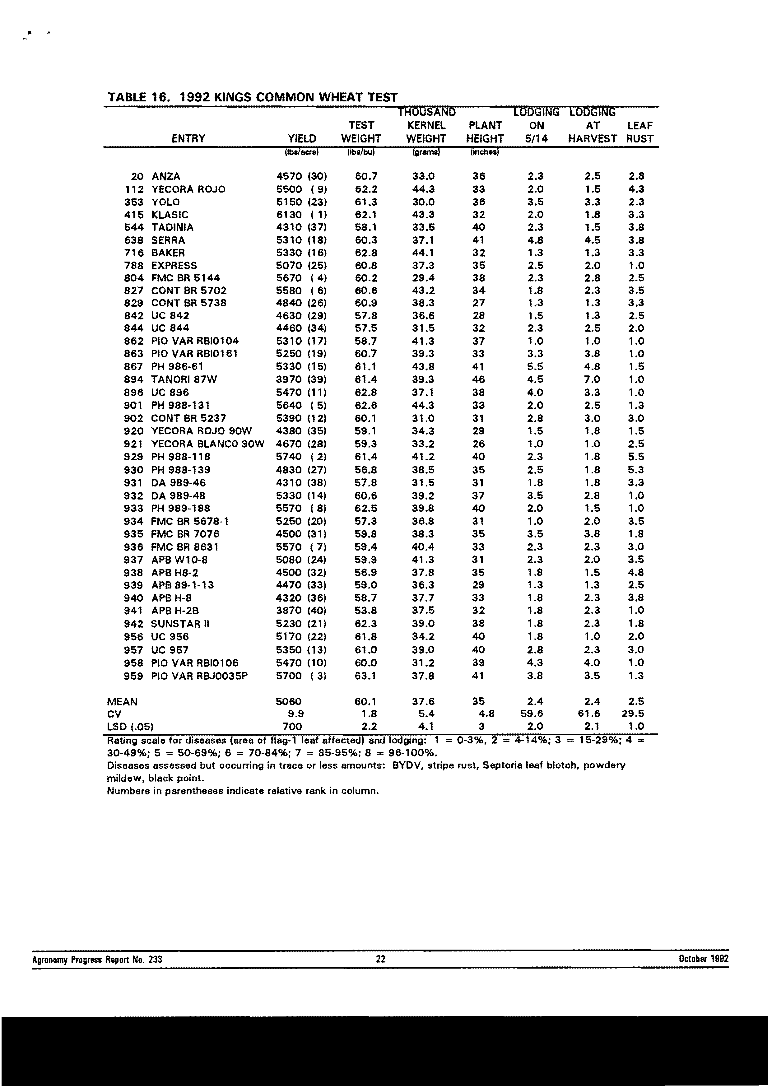 TABLE 16. 1992 KINGS COMMON WHEAT TEST
THOUSAND LODGING LODGING
TEST KERNEL PLANT ON AT LEAF
ENTRY YIELD WEIGHT WEIGHT HEIGHT 5/14 HARVEST RUST
(lbs/acre) (lbs/bu) (grams) (inches)
20 ANZA 4570 (30) 60.7 33.0 36 2.3 2.5 2.8
112 YECORA ROJO 5500 ( 9) 62.2 44.3 33 2.0 1.5 4.3
353 YOLO 5150 (23) 61.3 30.0 36 3.5 3.3 2.3
415 KLASIC 6130 ( 1) 62.1 43.3 32 2.0 1.8 3.3
544 TADINIA 4310 (37) 58.1 33.5 40 2.3 1.5 3.8
638 SERRA 5310 (18) 60.3 37.1 41 4.8 4.5 3.8
716 BAKER 5330 (16) 62.8 44.1 32 1.3 1.3 3.3
788 EXPRESS 5070 (25) 60.8 37.3 35 2.5 2.0 1.0
804 FMC BR 5144 5670 ( 4) 60.2 29.4 38 2.3 2.8 2.5
827 CONT BR 5702 5580 ( 6) 60.6 43.2 34 1.8 2.3 3.5
829 CONT BR 5738 4840 (26) 60.9 38.3 27 1.3 1.3 3.3
842 UC 842 4630 (29) 57.8 36.6 28 1.5 1.3 2.5
844 UC 844 4460 (34) 57.5 31.5 32 2.3 2.5 2.0
862 PIO VAR RBI0104 5310 (17) 58.7 41.3 37 1.0 1.0 1.0
863 PIO VAR RBI0161 5250 (19) 60.7 39.3 33 3.3 3.8 1.0
867 PH 986-61 5330 (15) 61.1 43.8 41 5.5 4.8 1.5
894 TANORI 87W 3970 (39) 61.4 39.3 46 4.5 7.0 1.0
896 UC 896 5470 (11) 62.8 37.1 38 4.0 3.3 1.0
901 PH 988-131 5640 ( 5) 62.6 44.3 33 2.0 2.5 1.3
902 CONT BR 5237 5390 (12) 60.1 31.0 31 2.8 3.0 3.0
920 YECORA ROJO 90W 4380 (35) 59.1 34.3 29 1.5 1.8 1.5
921 YECORA BLANCO 90W 4670 (28) 59.3 33.2 26 1.0 1.0 2.5
929 PH 988-118 5740 ( 2) 61.4 41.2 40 2.3 1.8 5.5
930 PH 988-139 4830 (27) 56.8 38.5 35 2.5 1.8 5.3
931 DA 989-46 4310 (38) 57.8 31.5 31 1.8 1.8 3.3
932 DA 989-48 5330 (14) 60.6 39.2 37 3.5 2.8 1.0
933 PH 989-188 5570 ( 8) 62.5 39.8 40 2.0 1.5 1.0
934 FMC BR 5678-1 5250 (20) 57.3 36.8 31 1.0 2.0 3.5
935 FMC BR 7076 4500 (31) 59.8 38.3 35 3.5 3.8 1.8
936 FMC BR 8631 5570 ( 7) 59.4 40.4 33 2.3 2.3 3.0
937 APB W10-8 5080 (24) 59.9 41.3 31 2.3 2.0 3.5
938 APB H8-2 4500 (32) 56.9 37.8 35 1.8 1.5 4.8
939 APB 89-1-13 4470 (33) 59.0 36.3 29 1.3 1.3 2.5
940 APB H-8 4320 (36) 58.7 37.7 33 1.8 2.3 3.8
941 APB H-2B 3870 (40) 53.8 37.5 32 1.8 2.3 1.0
942 SUNSTAR II 5230 (21) 62.3 39.0 38 1.8 2.3 1.8
956 UC 956 5170 (22) 61.8 34.2 40 1.8 1.0 2.0
957 UC 957 5350 (13) 61.0 39.0 40 2.8 2.3 3.0
958 PIO VAR RBI0106 5470 (10) 60.0 31.2 39 4.3 4.0 1.0
959 PIO VAR RBJ0035P 5700 ( 3) 63.1 37.8 41 3.8 3.5 1.3
MEAN 5060 60.1 37.6 35 2.4 2.4 2.5
CV 9.9 1.8 5.4 4.8 59.6 61.6 29.5
LSD (.05) 700 2.2 4.1 3 2.0 2.1 1.0
Rating scale for diseases (area of flag-1 leaf affected) and lodging: 1 = 0-3%, 2 = 4-14%; 3 = 15-29%; 4 =
30-49%; 5 = 50-69%; 6 = 70-84%; 7 = 85-95%; 8 = 96-100%.
Diseases assessed but occurring in trace or less amounts: BYDV, stripe rust, Septoria leaf blotch, powdery
mildew, black point.
Numbers in parentheses indicate relative rank in column.
Agronomy Progress Report No. 233 22 October 1992